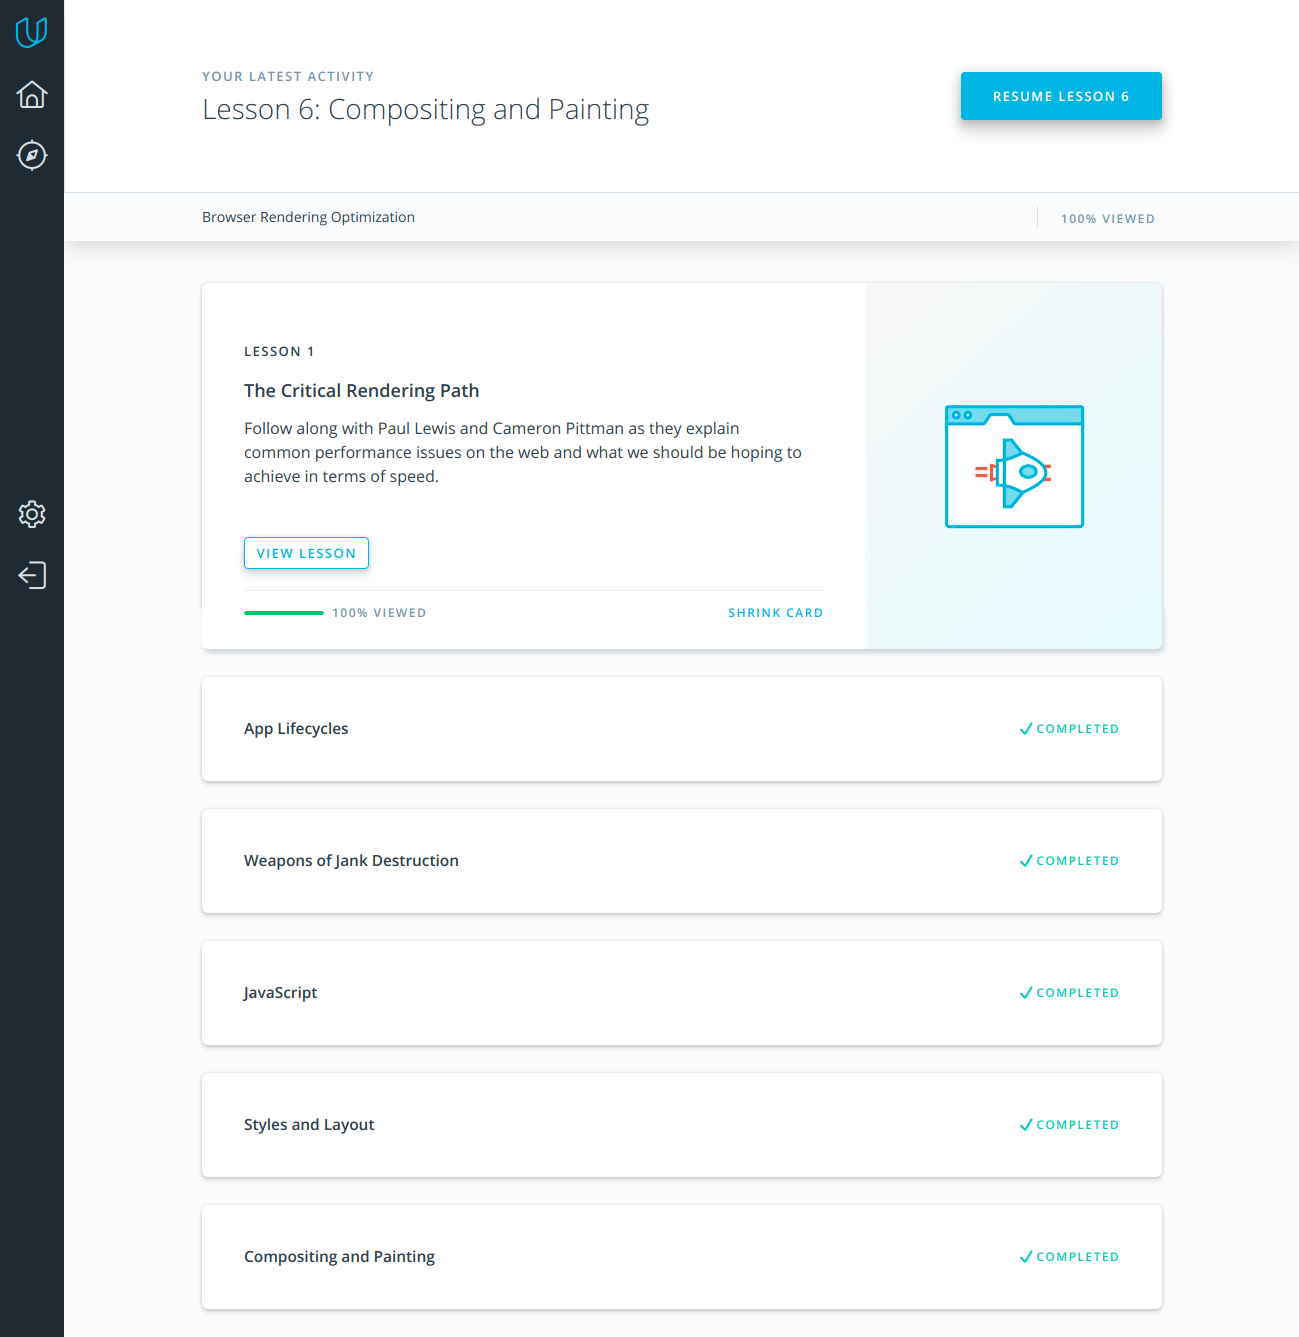 YOUR LATEST ACTIVITY
Lesson 6: Compositing and Painting
RESUME LESSON 6
Browser Rendering Optimization
100% VIEWED
LESSON 1
The Critical Rendering Path
Follow along with Paul Lewis and Cameron Pittman as they explain
common performance issues on the web and what we should be hoping to
achieve in terms of speed.
VIEW LESSON
100% VIEWED
SHRINK CARD
App Lifecycles
COMPLETED
Weapons of Jank Destruction
COMPLETED
JavaScript
COMPLETED
Styles and Layout
COMPLETED
Compositing and Painting
COMPLETED